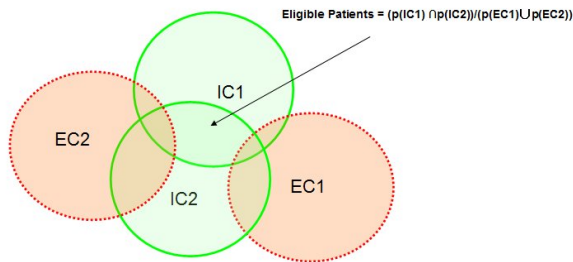 Eligible Patients = (p(IC1) ∩p(IC2))/(p(EC1)⋃p(EC2))
IC1
EC2
IC2
EC1